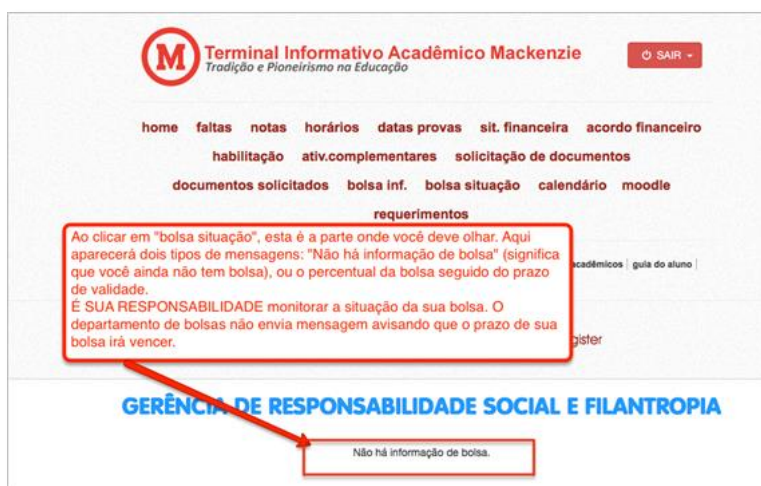 M Terminal Informativo Acadêmico Mackenzie
Tradição e Pioneirismo na Educação
SAIR
home faltas notas horários datas provas sit. financeira acordo financeiro
habilitação ativ.complementares solicitação de documentos
documentos solicitados bolsa inf. bolsa situação calendário moodle
requerimentos
Ao clicar em "bolsa situação", esta é a parte onde você deve olhar. Aqui
aparecerá dois tipos de mensagens: "Não há informação de bolsa" (significa
que você ainda não tem bolsa), ou o percentual da bolsa seguido do prazo
de validade.
É SUA RESPONSABILIDADE monitorar a situação da sua bolsa. O
departamento de bolsas não envia mensagem avisando que o prazo de sua
bolsa irá vencer.
acadêmicos guia do aluno
gister
GERÊNCIA DE RESPONSABILIDADE SOCIAL E FILANTROPIA
Não há informação de bolsa.